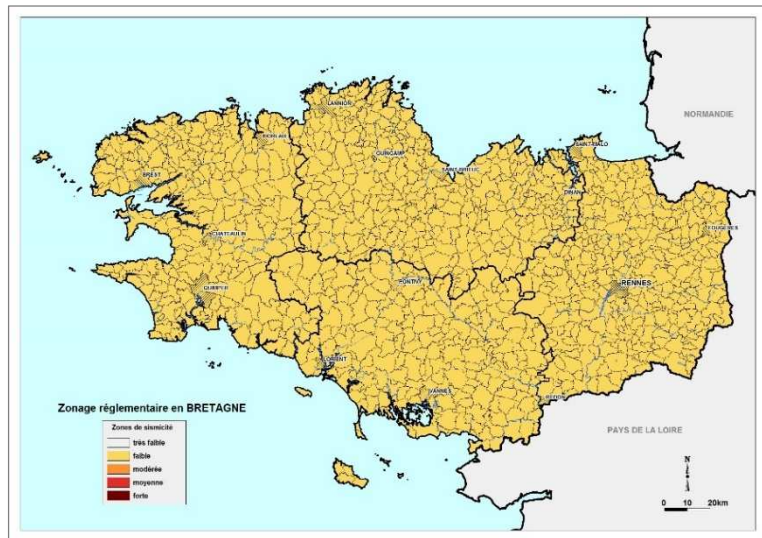 LANNION
NORMANDIE
MORLAIX
SAINT-MALO
GUINGAMP
SAINT-BRIEUC
BREST
DINAN
FOUGERES
CHATEAULIN
PONTIVY
RENNES
QUIMPER
LORIENT
VANNES
REDON
Zonage règlementaire en BRETAGNE
PAYS DE LA LOIRE
Zones de sismicité
très faible
faible
modérée
moyenne
forte
N
0 10 20km